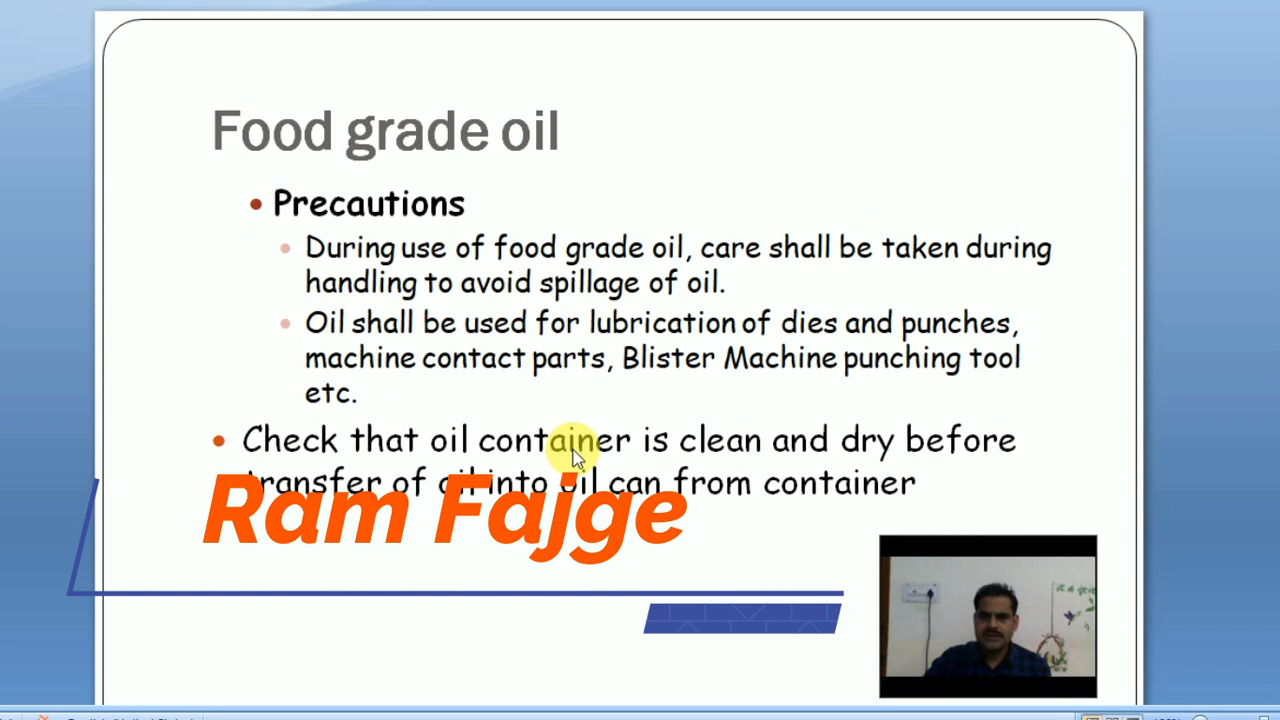 Food grade oil
Precautions
During use of food grade oil, care shall be taken during
handling to avoid spillage of oil.
Oil shall be used for lubrication of dies and punches,
machine contact parts, Blister Machine punching tool
etc.
Check that oil container is clean and dry before
transfer of oil into oil can from container
Ram Fajge